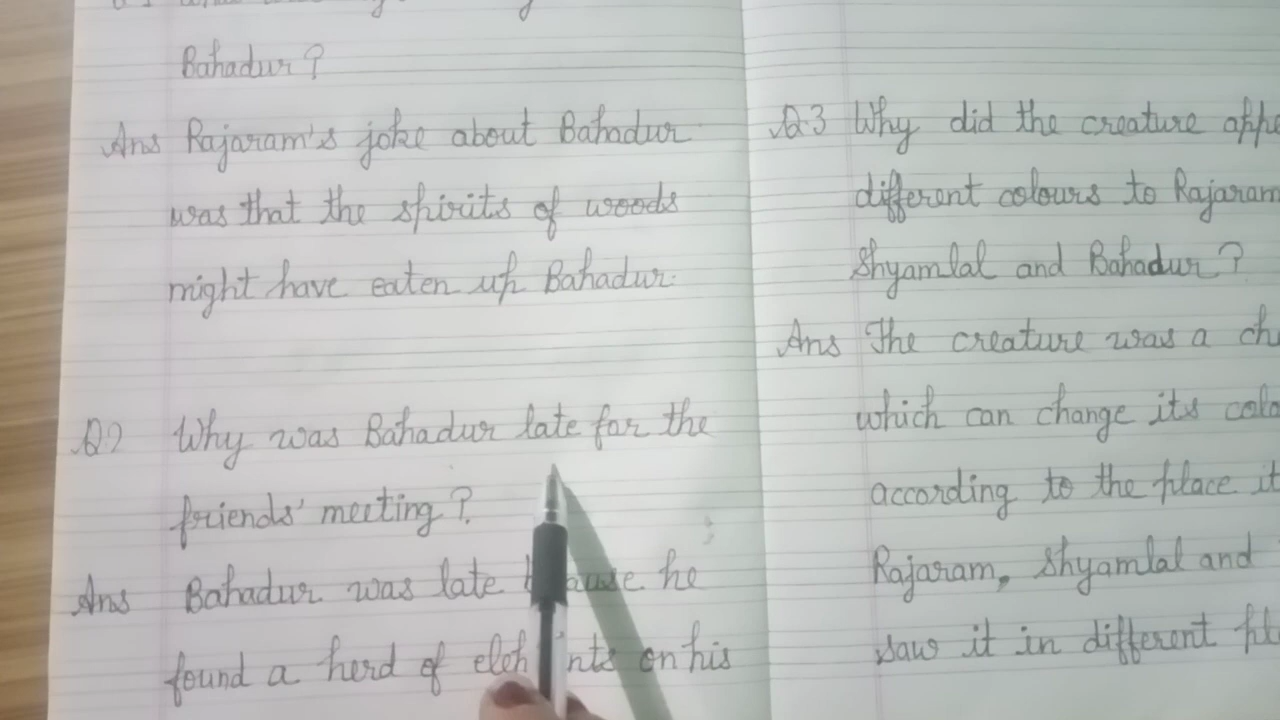 Bahadur?
Ans Rajaram's joke about Bahadur
was that the spirits of woods
might have eaten up Bahadur.
Q2 Why was Bahadur late for the
friends' meeting?
Ans Bahadur was late he
found a herd of on his
Q.3 Why did the creature
different colours to Rajaram
Shyamlal and Bahadur?
Ans The creature was a
which can change its
according to the place it
Rajaram, Shyamlal and
saw it in different